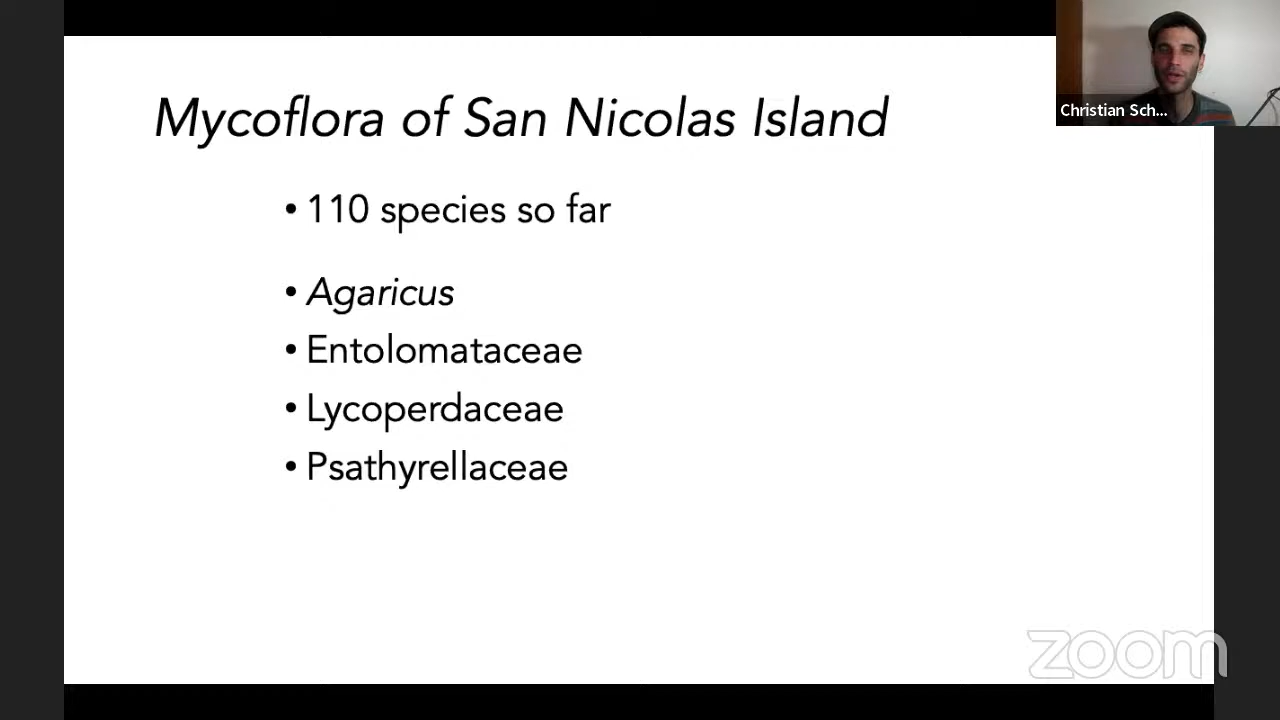 Mycoflora of San Nicolas Island
• 110 species so far
• Agaricus
• Entolomataceae
• Lycoperdaceae
• Psathyrellaceae
Christian Sch...
zoom